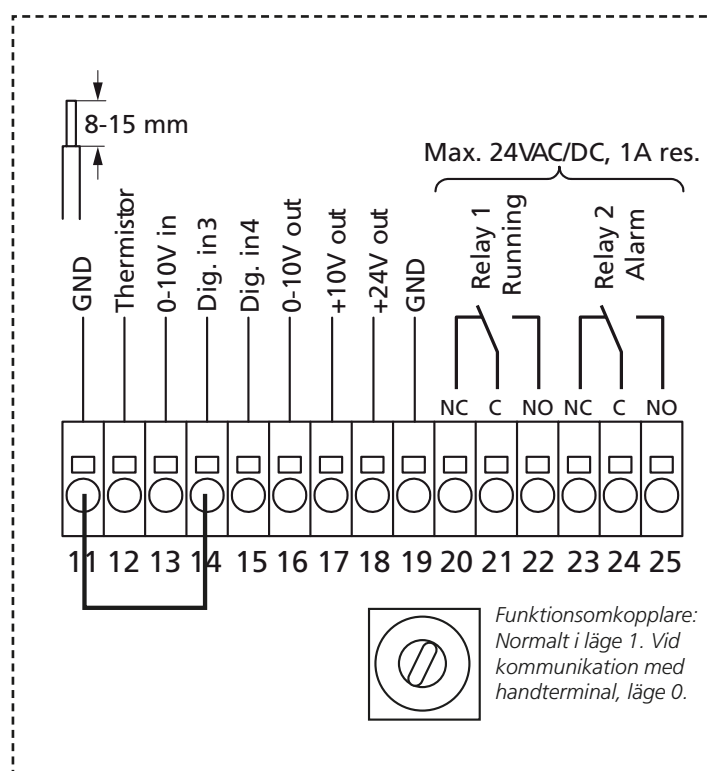 8-15 mm
Max. 24VAC/DC, 1A res.
GND
Thermistor
0-10V in
Dig. in3
Dig. in4
0-10V out
+10V out
+24V out
GND
Relay 1
Running
Relay 2
Alarm
NC C NO NC C NO
11 12 13 14 15 16 17 18 19 20 21 22 23 24 25
Funktionsomkopplare:
Normalt i läge 1. Vid
kommunikation med
handterminal, läge 0.